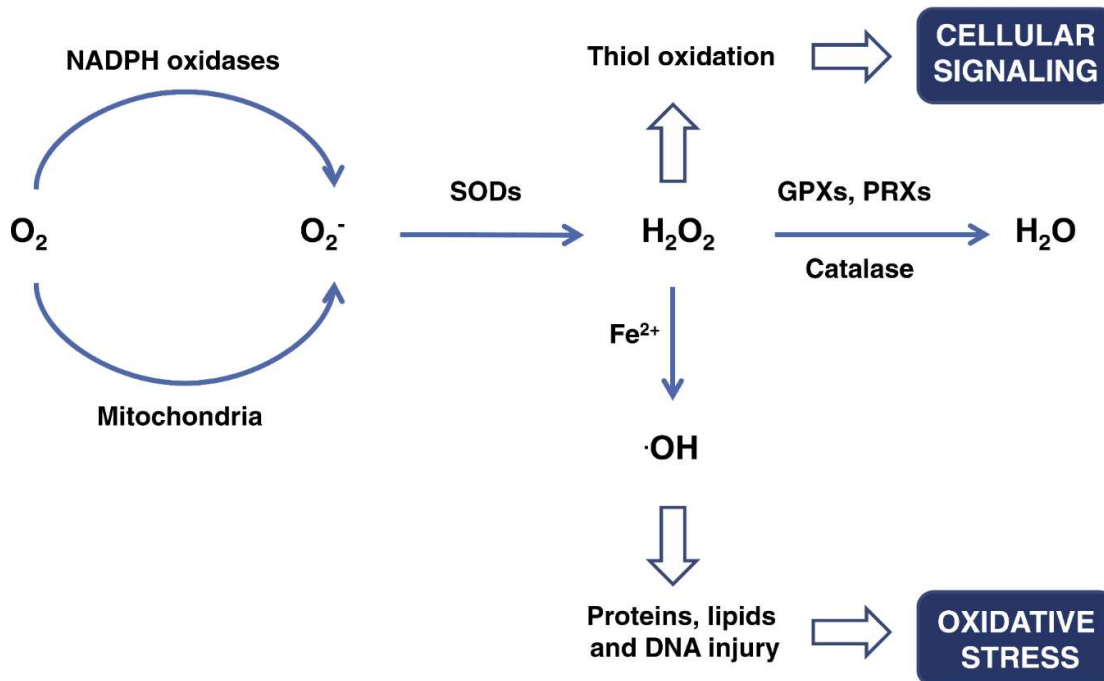 NADPH oxidases
Thiol oxidation
CELLULAR
SIGNALING
O₂
O₂⁻
SODs
H₂O₂
GPXs, PRXs
Catalase
H₂O
Mitochondria
Fe²⁺
·OH
Proteins, lipids
and DNA injury
OXIDATIVE
STRESS